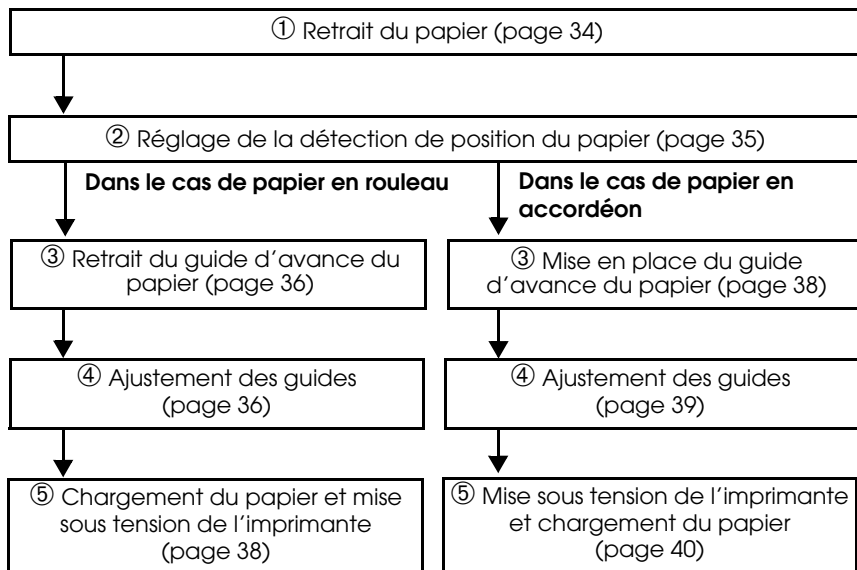 ① Retrait du papier (page 34)
② Réglage de la détection de position du papier (page 35)
Dans le cas de papier en rouleau
③ Retrait du guide d'avance du
papier (page 36)
④ Ajustement des guides
(page 36)
⑤ Chargement du papier et mise
sous tension de l'imprimante
(page 38)
Dans le cas de papier en
accordéon
③ Mise en place du guide
d'avance du papier (page 38)
④ Ajustement des guides
(page 39)
⑤ Mise sous tension de l'imprimante
et chargement du papier
(page 40)